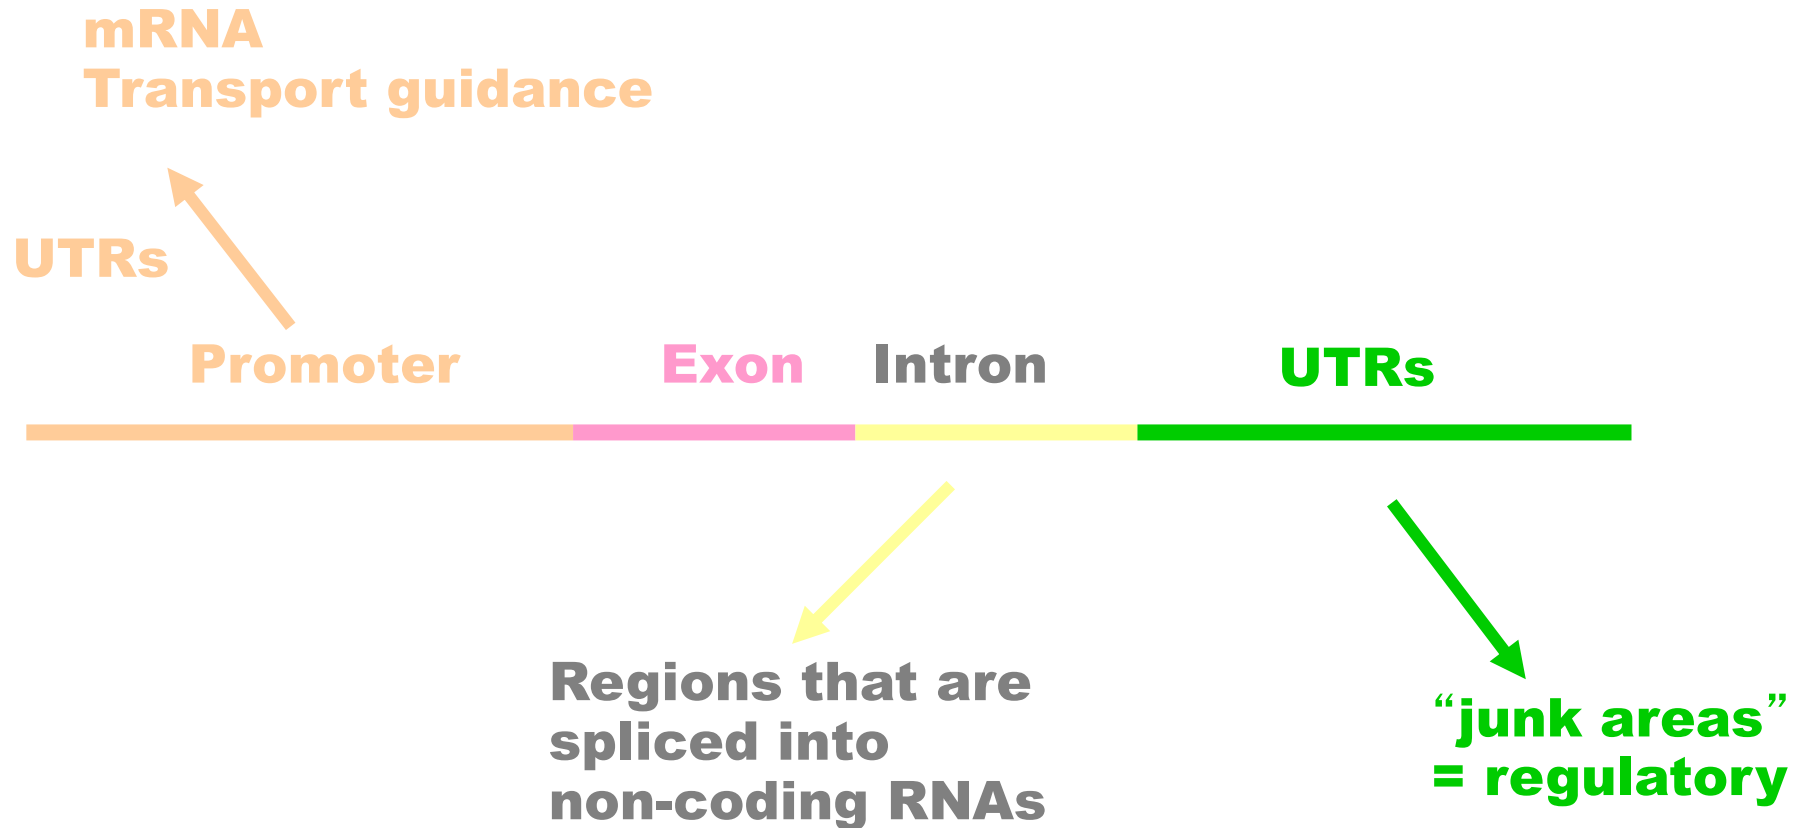 mRNA
Transport guidance
UTRs
Promoter
Exon
Intron
UTRs
Regions that are
spliced into
non-coding RNAs
“junk areas”
= regulatory